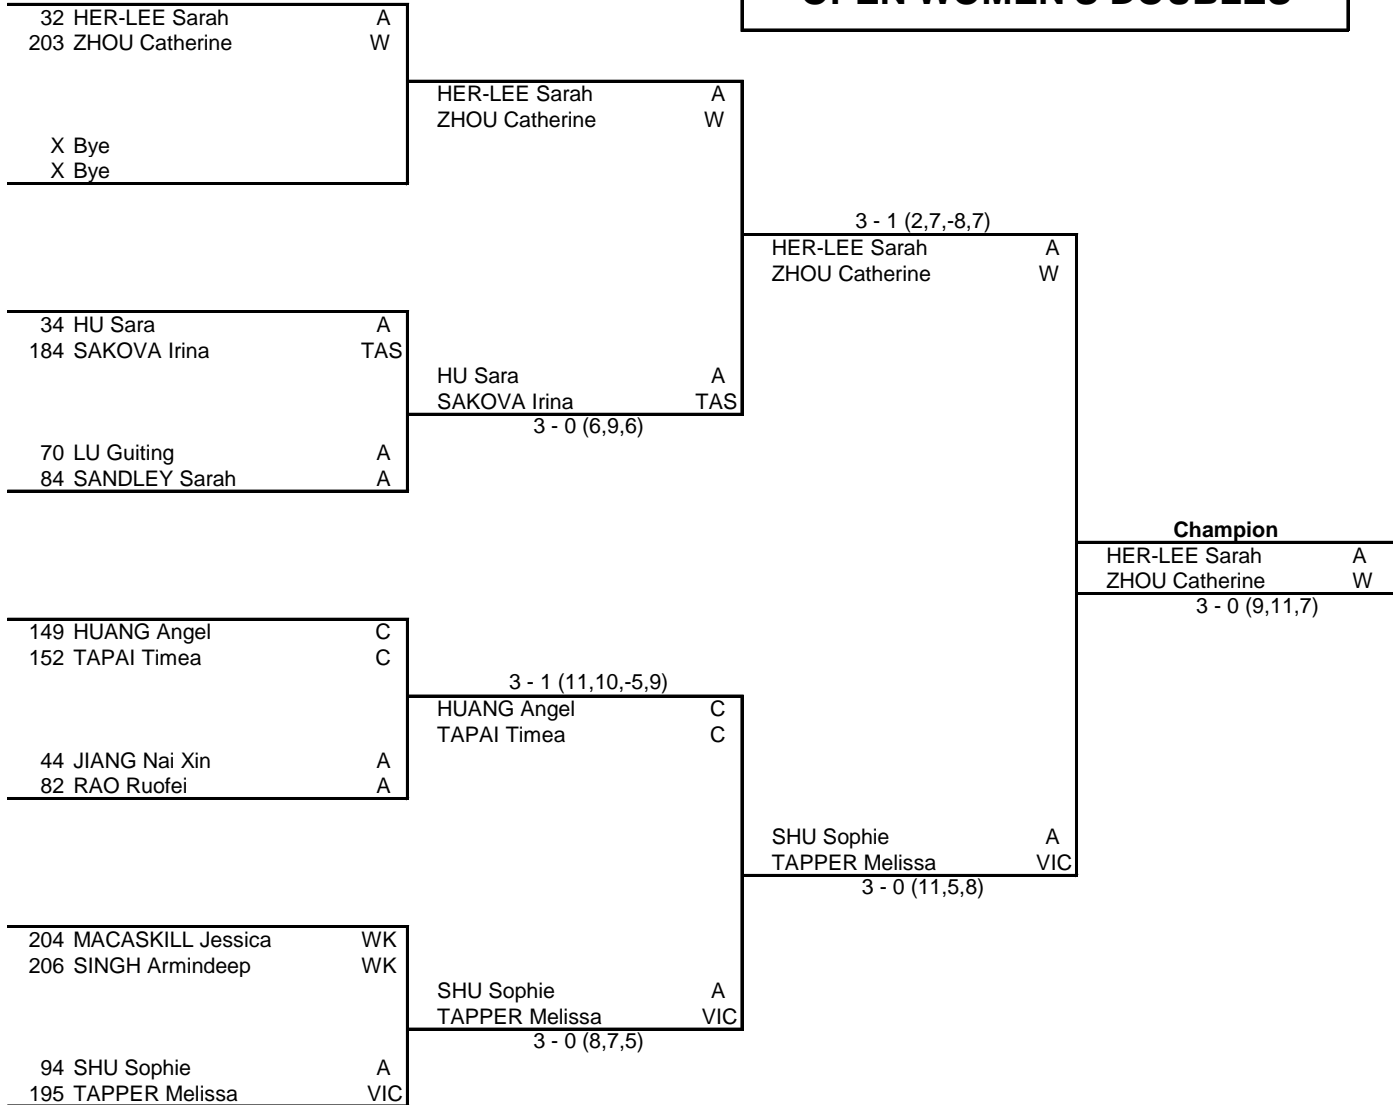 OPEN WOMEN'S DOUBLES
32 HER-LEE Sarah A
203 ZHOU Catherine W
X Bye
X Bye
34 HU Sara A
184 SAKOVA Irina TAS
70 LU Guiting A
84 SANDLEY Sarah A
149 HUANG Angel C
152 TAPAI Timea C
44 JIANG Nai Xin A
82 RAO Ruofei A
204 MACASKILL Jessica WK
206 SINGH Armindeep WK
94 SHU Sophie A
195 TAPPER Melissa VIC
HER-LEE Sarah A
ZHOU Catherine W
HU Sara A
SAKOVA Irina TAS
3 - 0 (6,9,6)
3 - 1 (11,10,-5,9)
HUANG Angel C
TAPAI Timea C
SHU Sophie A
TAPPER Melissa VIC
3 - 0 (8,7,5)
3 - 1 (2,7,-8,7)
HER-LEE Sarah A
ZHOU Catherine W
SHU Sophie A
TAPPER Melissa VIC
3 - 0 (11,5,8)
Champion
HER-LEE Sarah A
ZHOU Catherine W
3 - 0 (9,11,7)